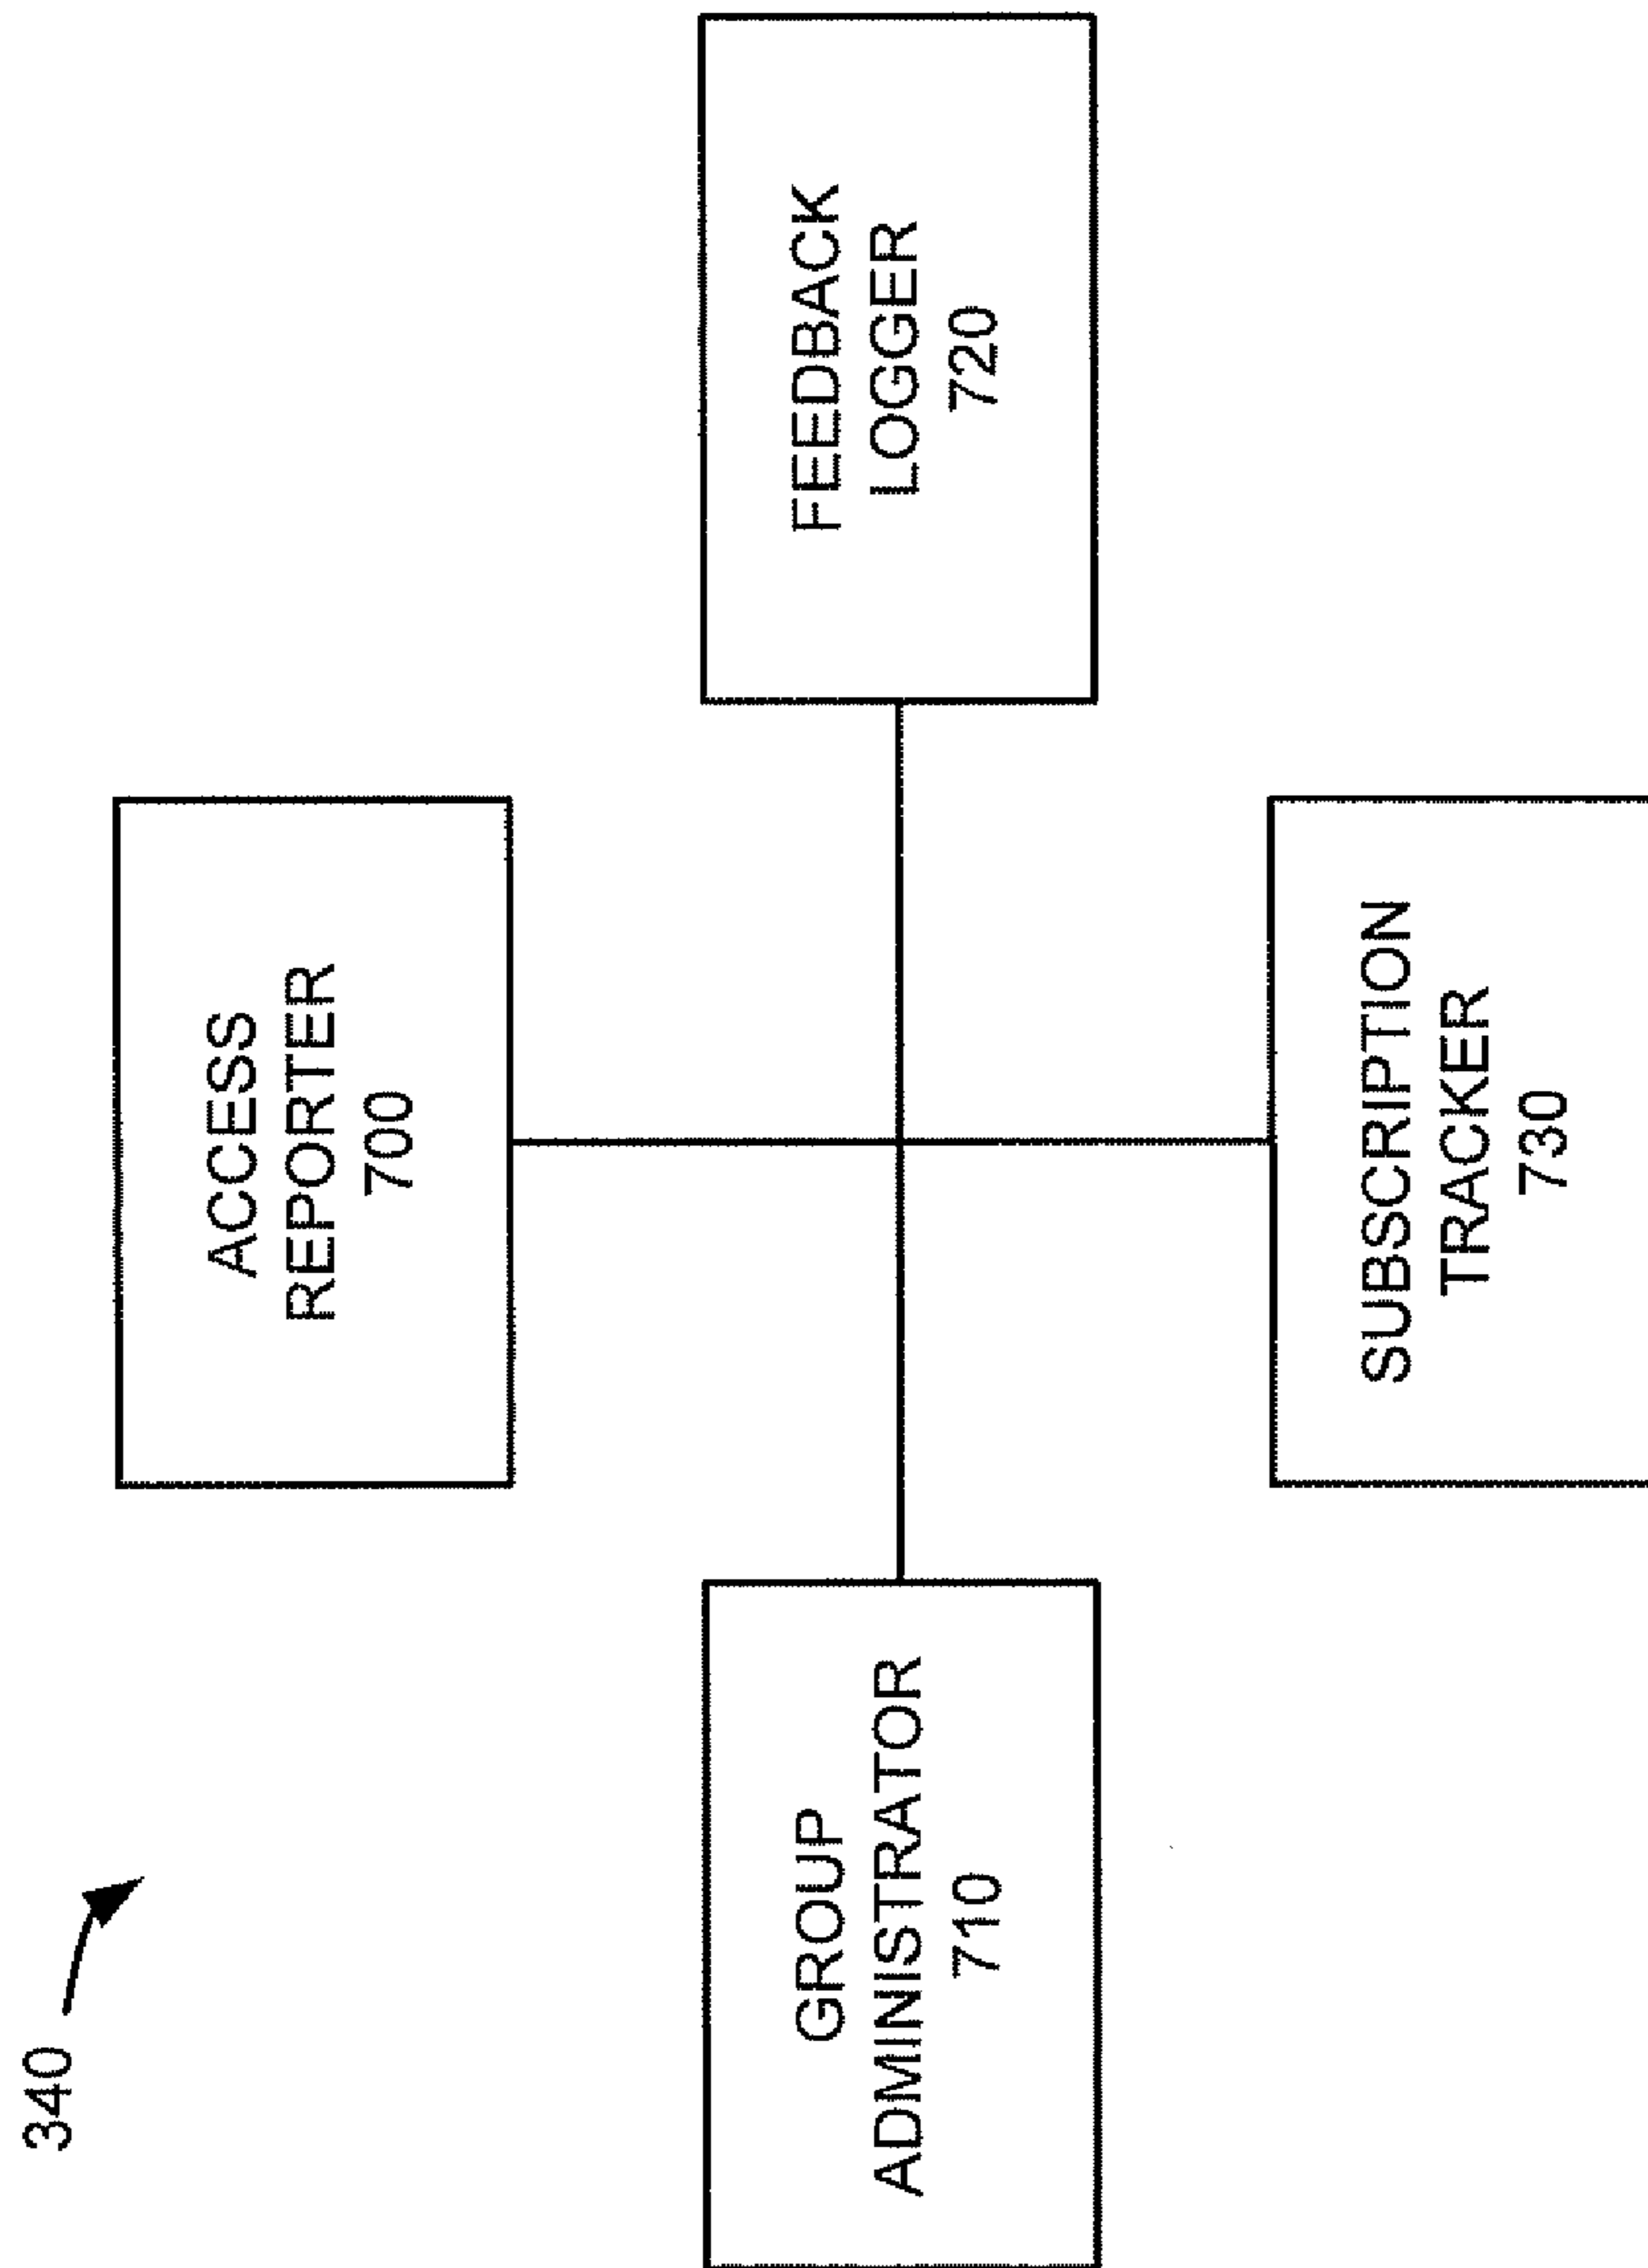 340
ACCESS
REPORTER
700
GROUP
ADMINISTRATOR
710
FEEDBACK
LOGGER
720
SUBSCRIPTION
TRACKER
730